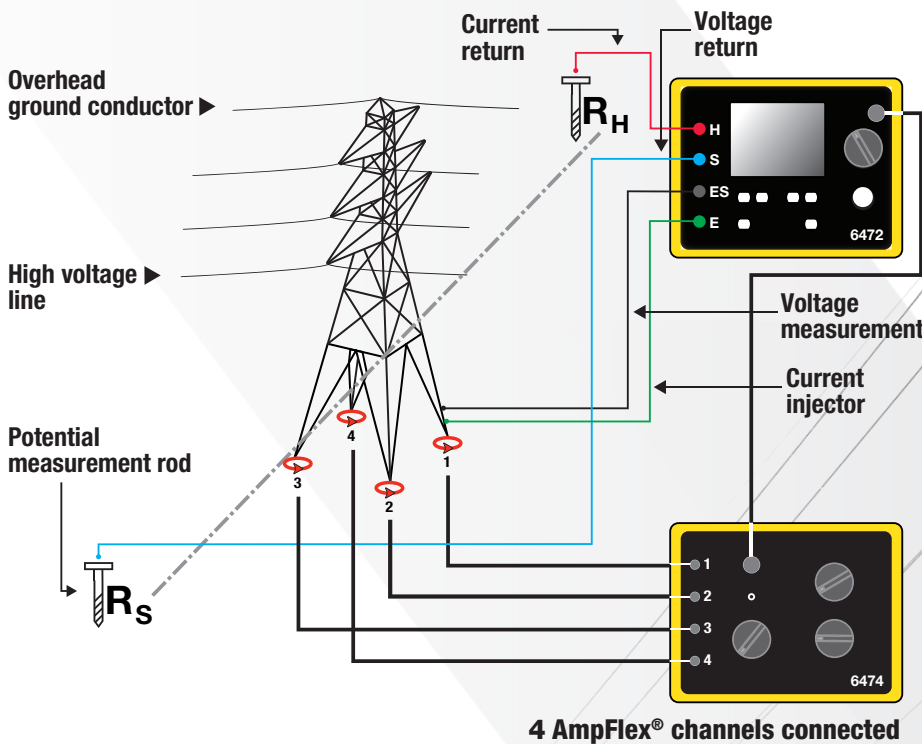 Current
return
Voltage
return
Overhead
ground conductor
R H
H
S
ES
E
6472
High voltage
line
Voltage
measurement
Current
injector
Potential
measurement rod
4
1
3
2
R S
1
2
3
4
6474
4 AmpFlex® channels connected